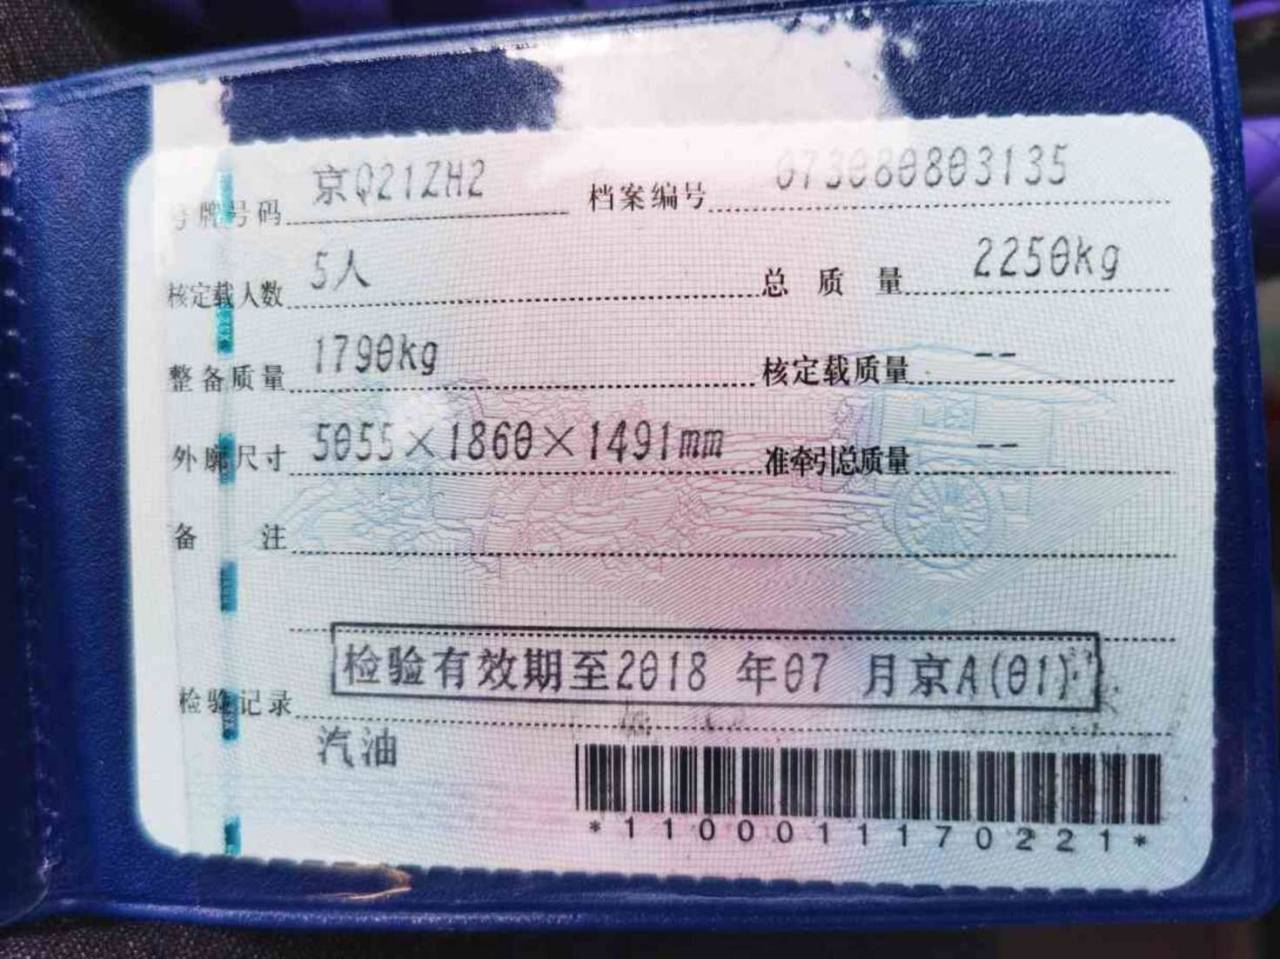 号牌号码 京Q21ZH2 档案编号 073080803135
核定载人数 5人 总质量 2250kg
整备质量 1790kg 核定载质量 --
外廓尺寸 5055×1860×1491mm 准牵引总质量 --
备注
检验记录 检验有效期至2018 年07 月京A(01)
汽油
*1100011170221*